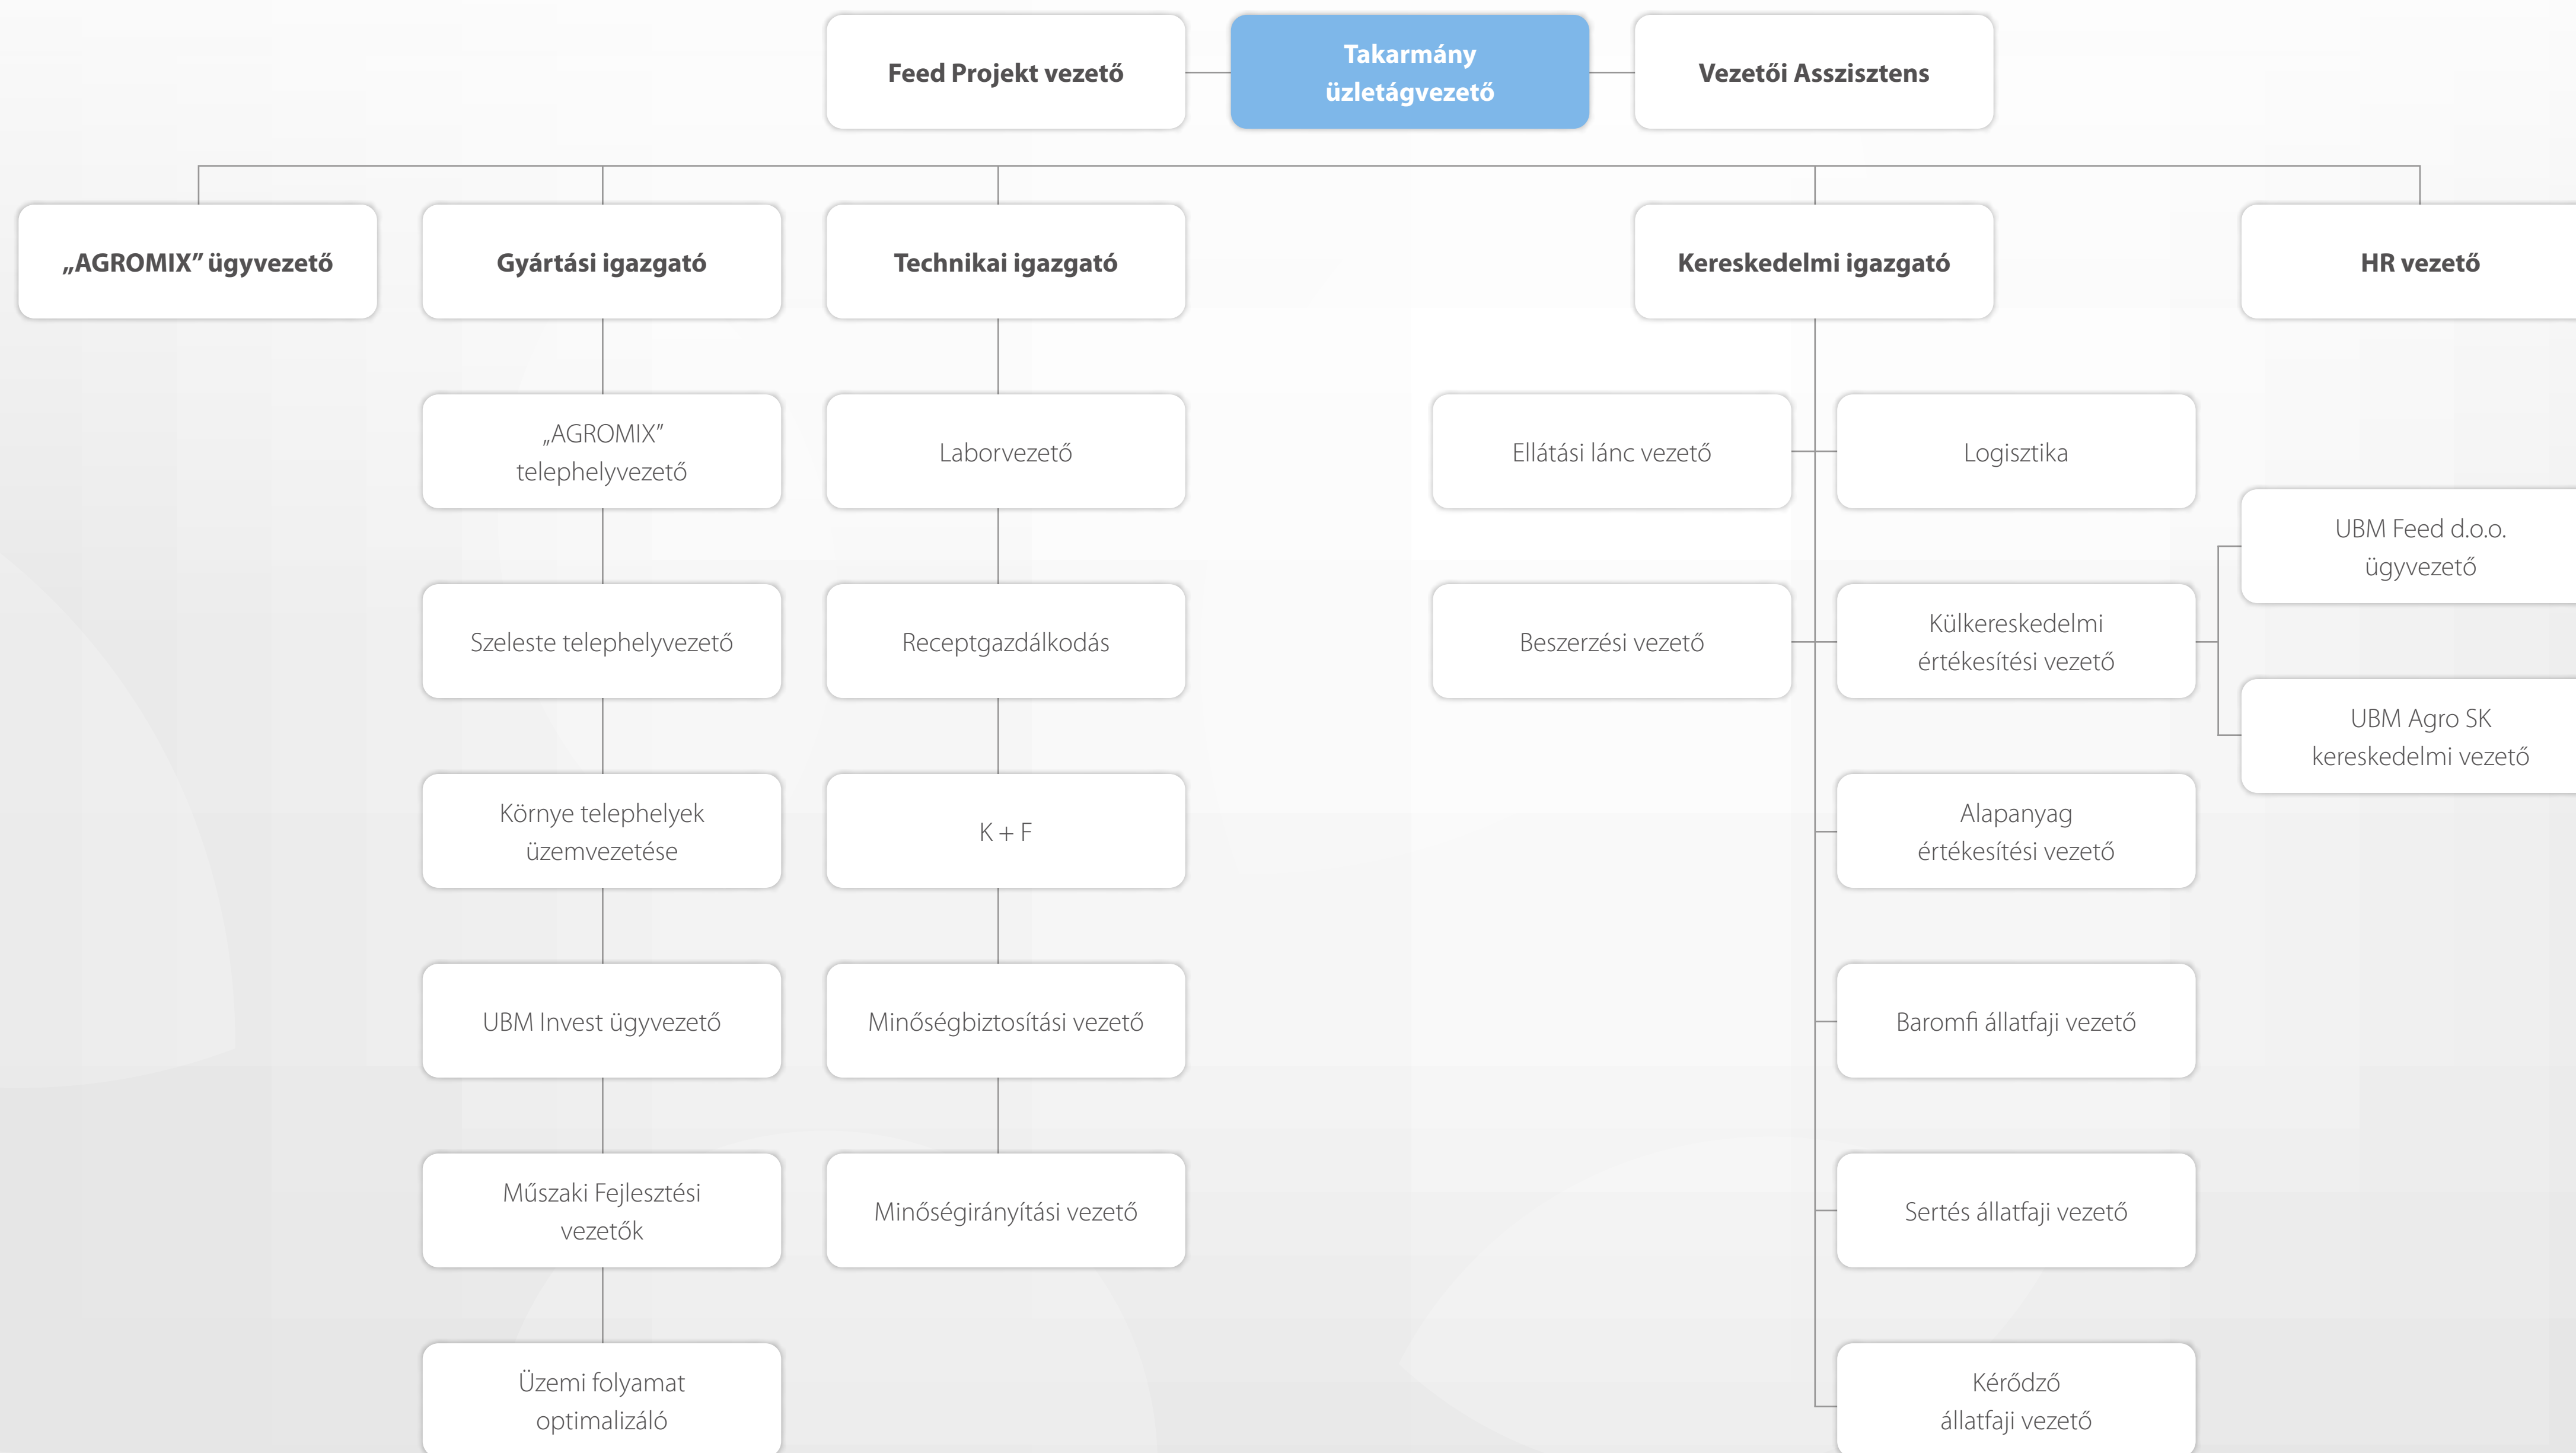 Feed Projekt vezető
Takarmány
üzletágvezető
Vezetői Asszisztens
„AGROMIX” ügyvezető
Gyártási igazgató
Technikai igazgató
Kereskedelmi igazgató
HR vezető
„AGROMIX”
telephelyvezető
Szeleste telephelyvezető
Környe telephelyek
üzemvezetése
UBM Invest ügyvezető
Műszaki Fejlesztési
vezetők
Üzemi folyamat
optimalizáló
Laborvezető
Receptgazdálkodás
K + F
Minőségbiztosítási vezető
Minőségirányítási vezető
Ellátási lánc vezető
Beszerzési vezető
Logisztika
Külkereskedelmi
értékesítési vezető
Alapanyag
értékesítési vezető
Baromfi állatfaji vezető
Sertés állatfaji vezető
Kérődző
állatfaji vezető
UBM Feed d.o.o.
ügyvezető
UBM Agro SK
kereskedelmi vezető